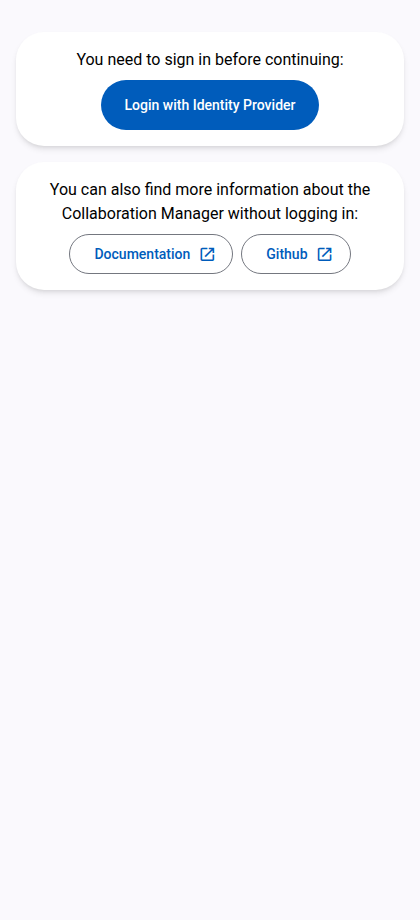 You need to sign in before continuing:
Login with Identity Provider
You can also find more information about the
Collaboration Manager without logging in:
Documentation
Github